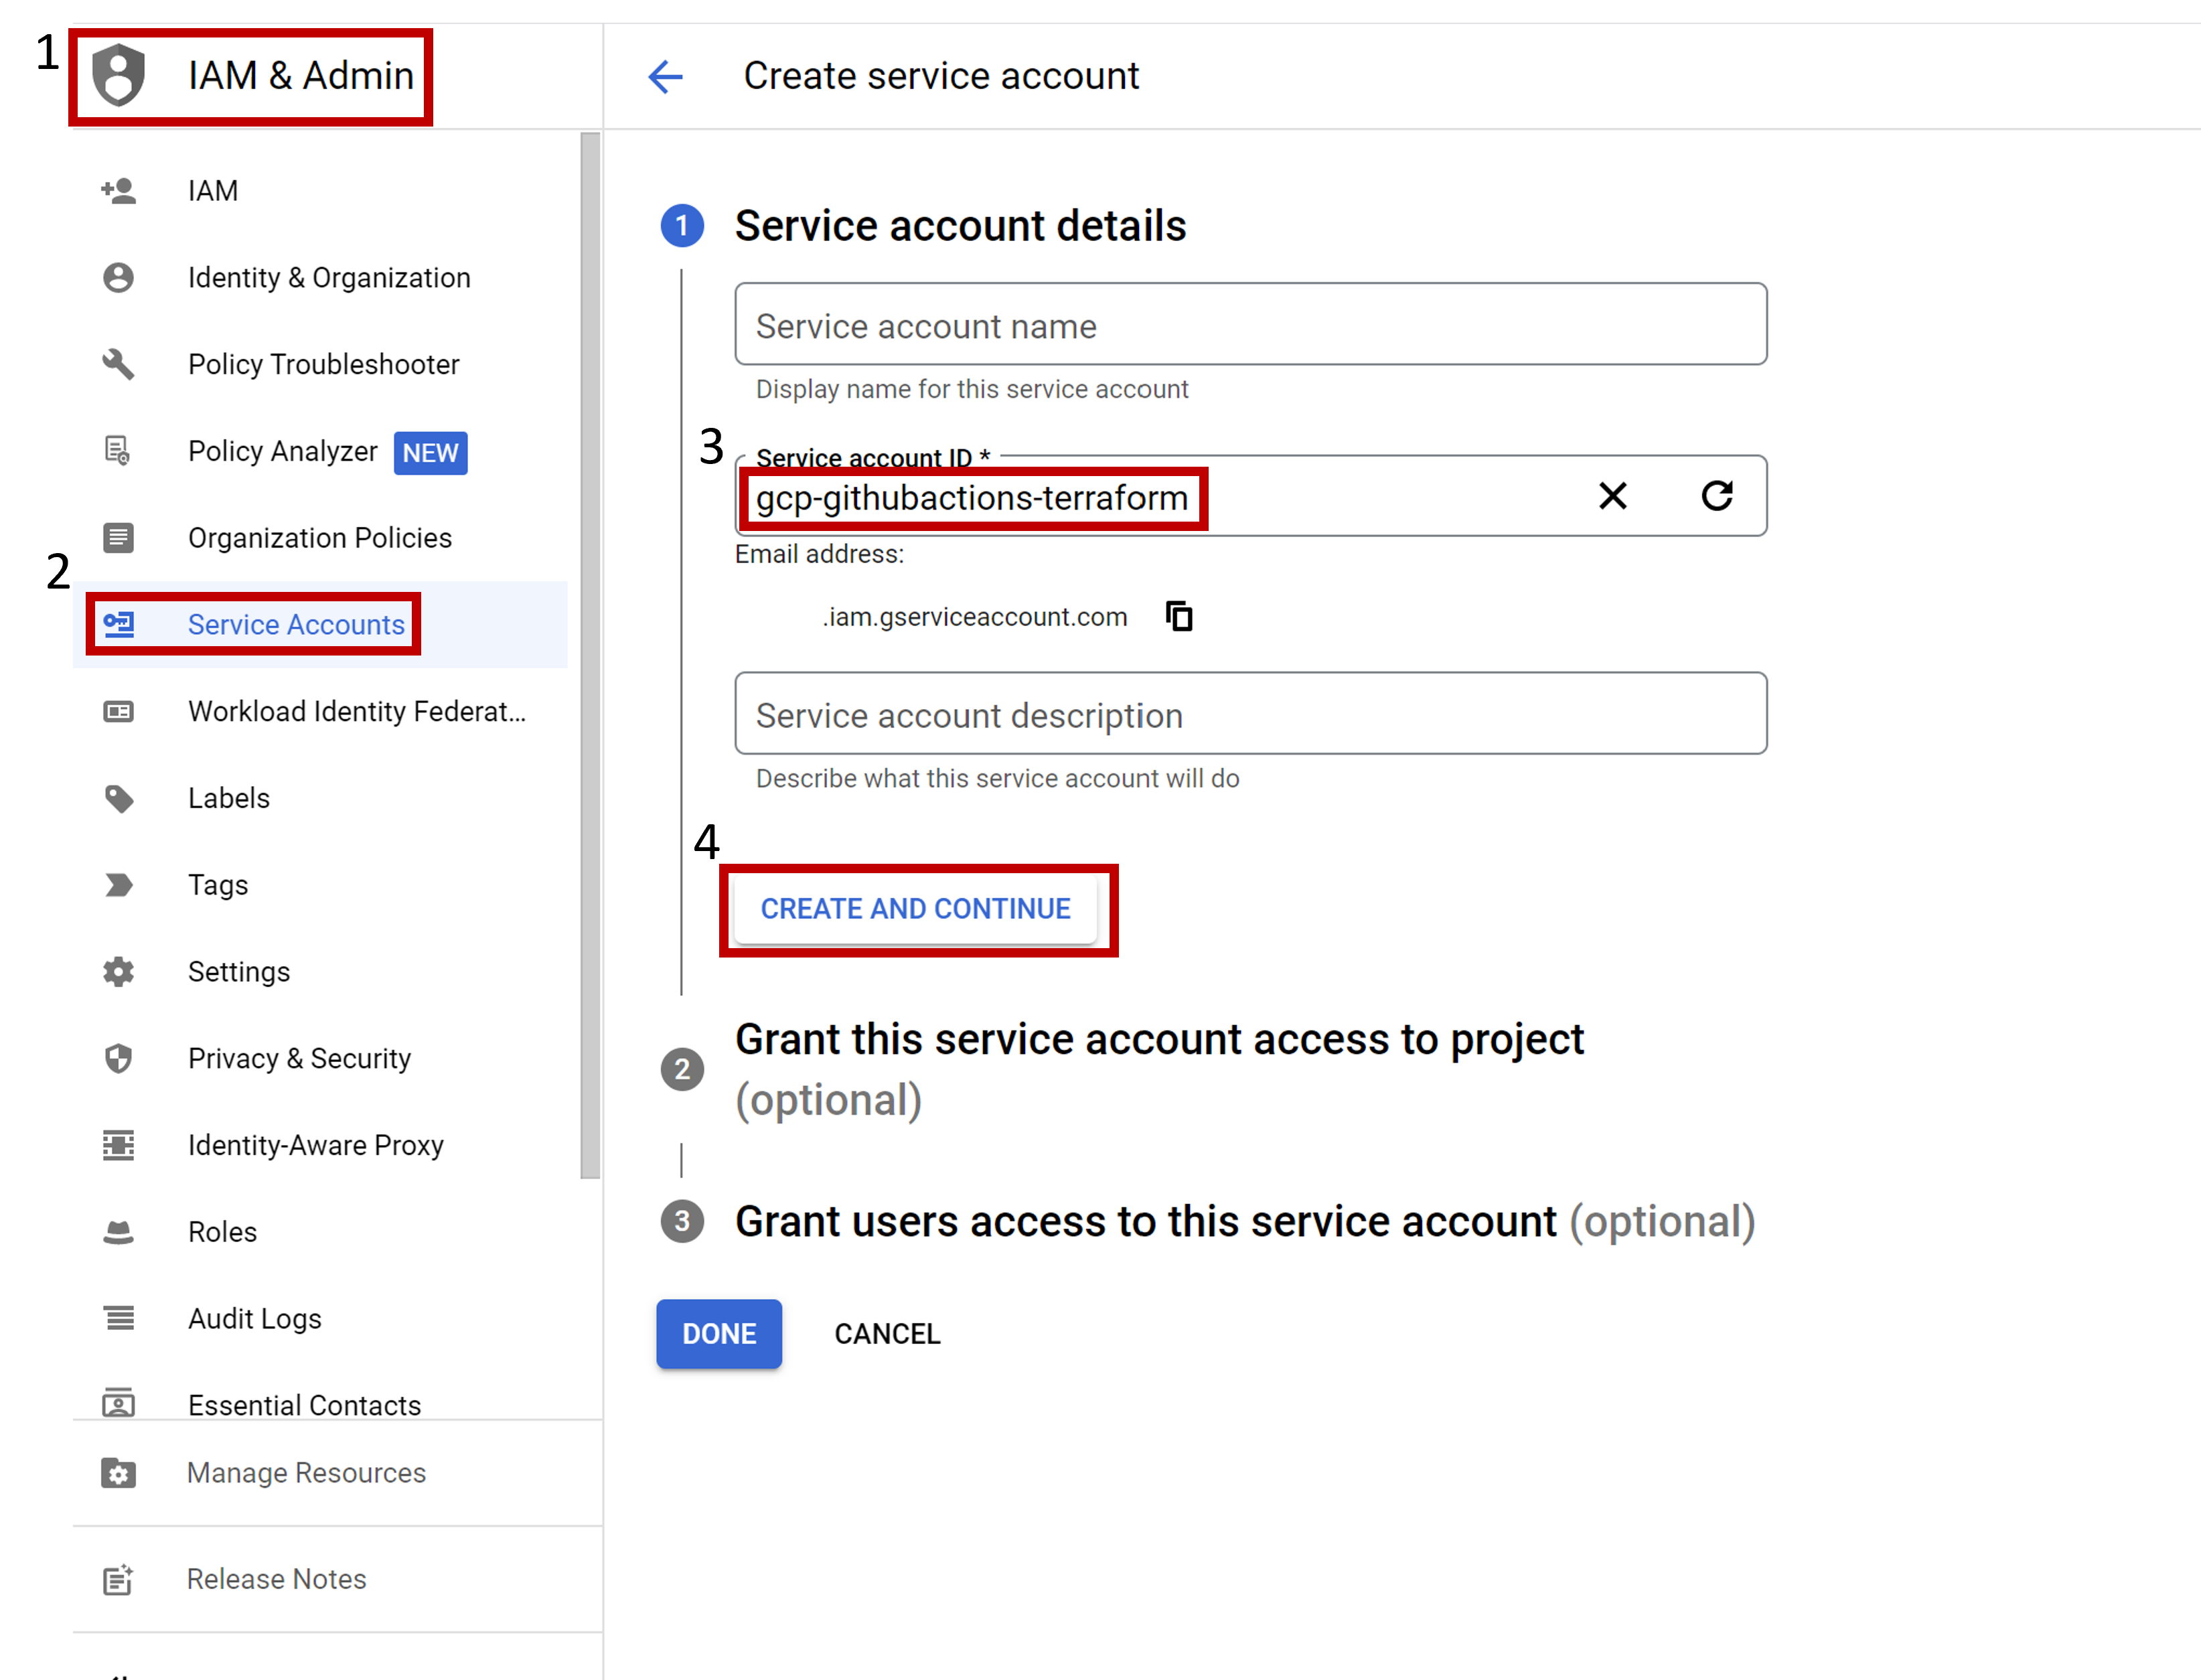 1
IAM & Admin
IAM
Identity & Organization
Policy Troubleshooter
Policy Analyzer NEW
Organization Policies
2
Service Accounts
Workload Identity Federat...
Labels
Tags
Settings
Privacy & Security
Identity-Aware Proxy
Roles
Audit Logs
Essential Contacts
Manage Resources
Release Notes
Create service account
1 Service account details
Service account name
Display name for this service account
3
Service account ID *
gcp-githubactions-terraform
Email address:
.iam.gserviceaccount.com
Service account description
Describe what this service account will do
4
CREATE AND CONTINUE
2 Grant this service account access to project
(optional)
3 Grant users access to this service account (optional)
DONE CANCEL